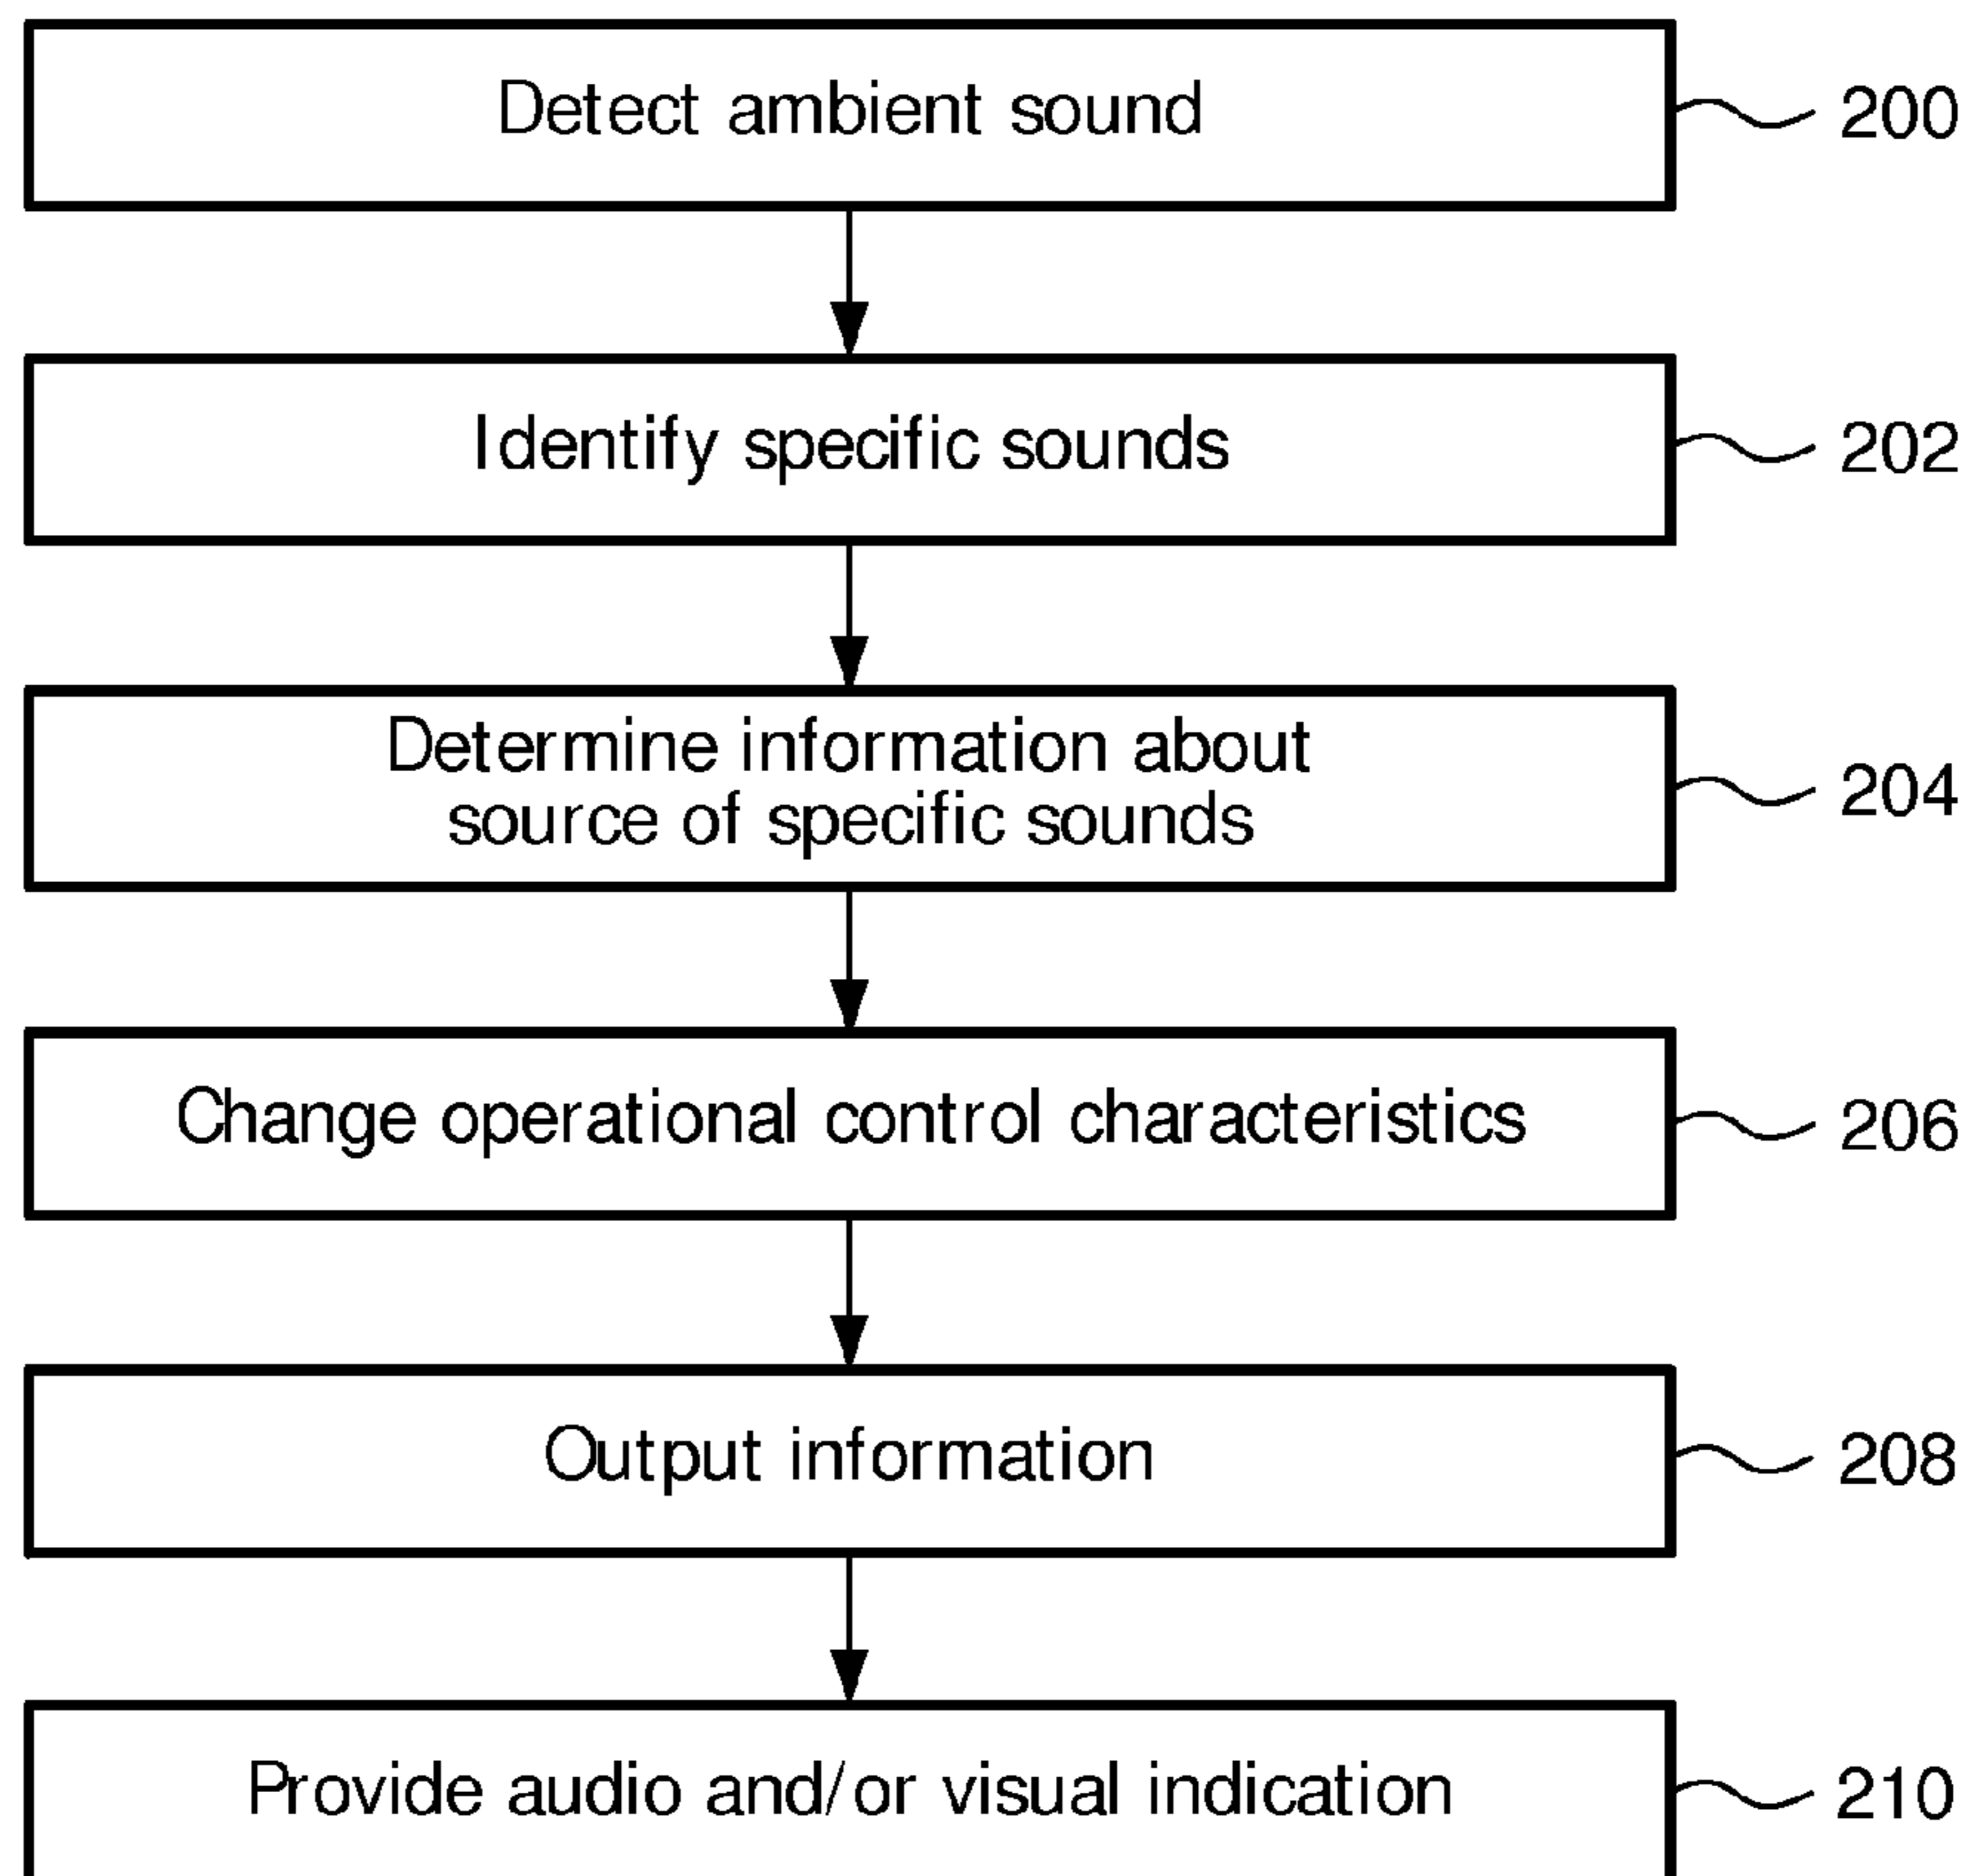 Detect ambient sound
200
Identify specific sounds
202
Determine information about
source of specific sounds
204
Change operational control characteristics
206
Output information
208
Provide audio and/or visual indication
210